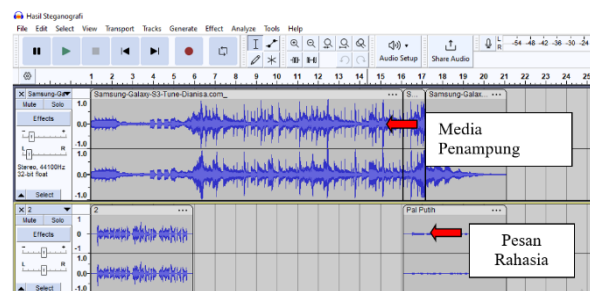 Hasil Steganografi
File Edit Select View Transport Tracks Generate Effect Analyze Tools Help
Audio Setup
Share Audio
L
R
-54 -48 -42 -36 -30 -24
1 2 3 4 5 6 7 8 9 10 11 12 13 14 15 16 17 18 19 20 21 22 23 24 25
Samsung-Ga
Samsung-Galaxy-S3-Tune-Dianisa.com_
S...
Samsung-Galax...
Mute Solo
Effects
- +
L R
Stereo, 44100Hz
32-bit float
Select
1.0
0.0
-1.0
1.0
0.0
-1.0
Media
Penampung
2
2
Pal Putih
Mute Solo
Effects
- +
L R
Select
1
0
-1
1.0
0.0
-1.0
Pesan
Rahasia